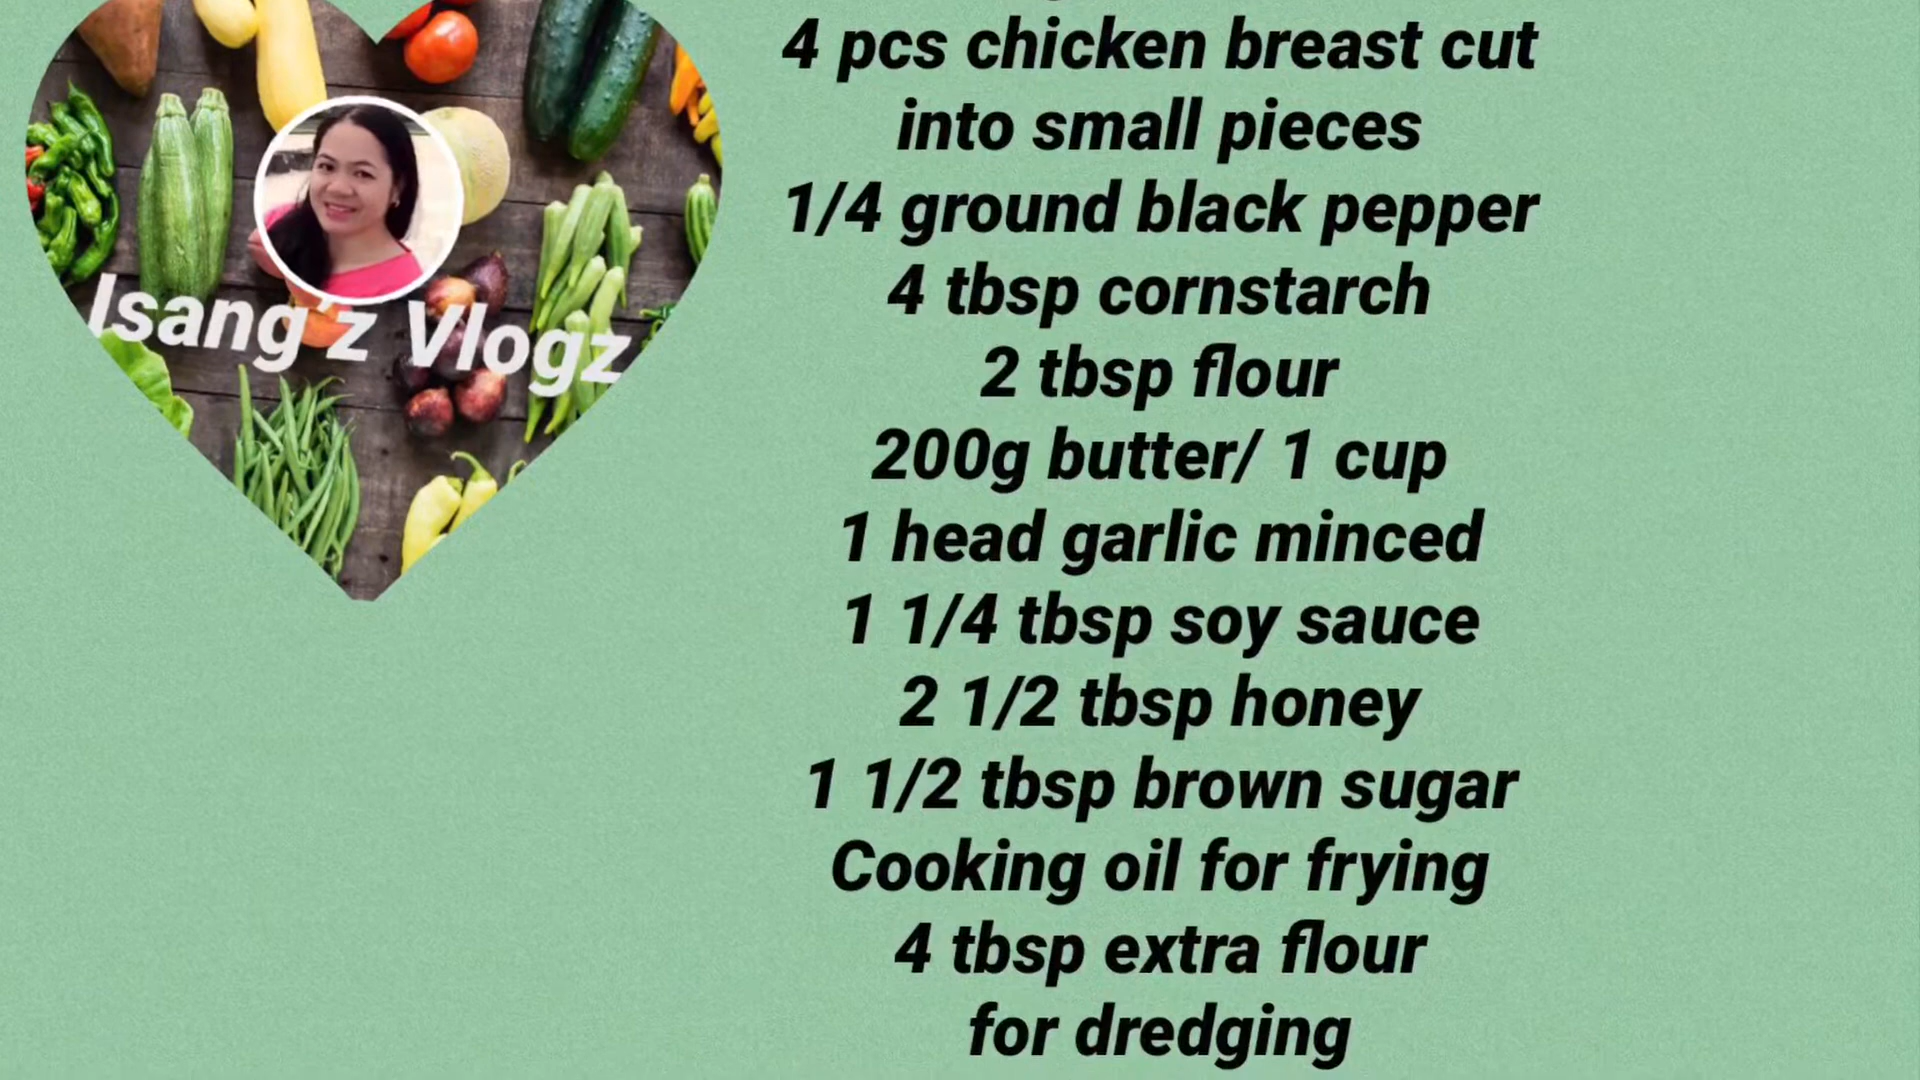 Isang'z Vlogz
4 pcs chicken breast cut
into small pieces
1/4 ground black pepper
4 tbsp cornstarch
2 tbsp flour
200g butter/ 1 cup
1 head garlic minced
1 1/4 tbsp soy sauce
2 1/2 tbsp honey
1 1/2 tbsp brown sugar
Cooking oil for frying
4 tbsp extra flour
for dredging